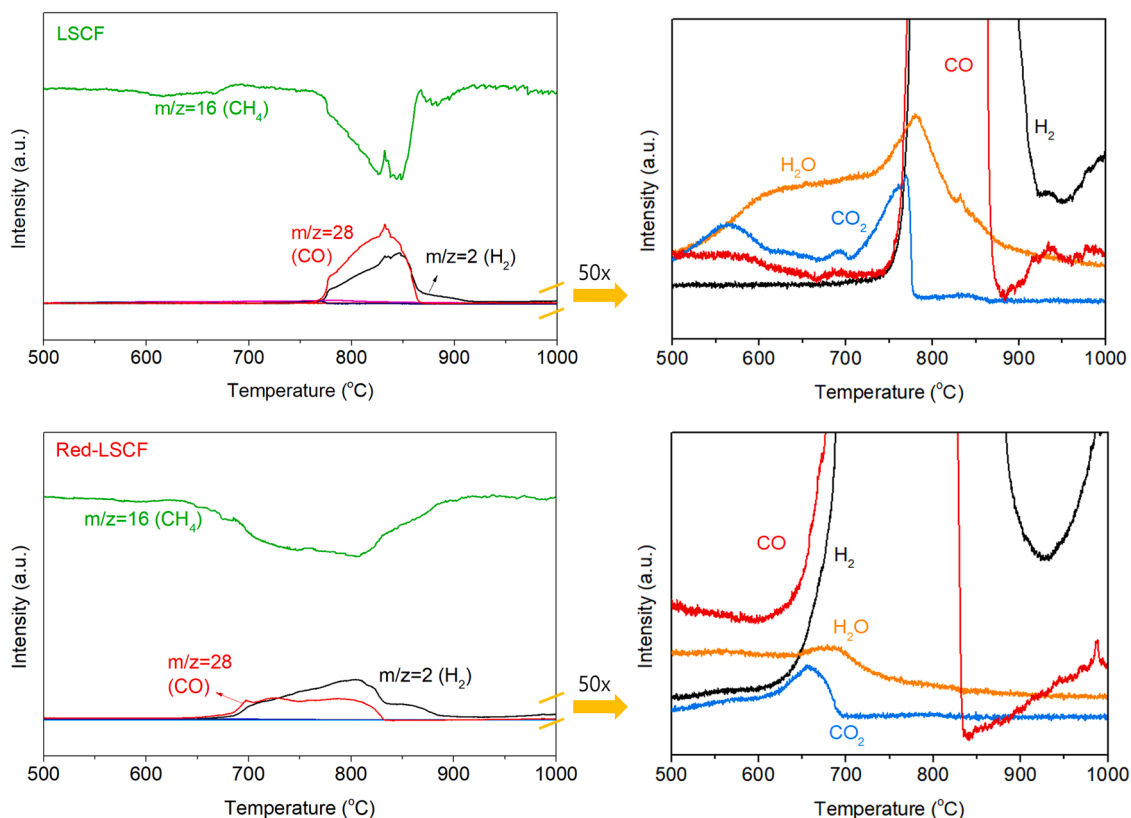 LSCF
m/z=16 (CH₄)
m/z=28
(CO)
m/z=2 (H₂)
Intensity (a.u.)
500 600 700 800 900 1000
Temperature (°C)
50x
CO
H₂
H₂O
CO₂
Intensity (a.u.)
500 600 700 800 900 1000
Temperature (°C)
Red-LSCF
m/z=16 (CH₄)
m/z=28
(CO)
m/z=2 (H₂)
Intensity (a.u.)
500 600 700 800 900 1000
Temperature (°C)
50x
CO
H₂
H₂O
CO₂
Intensity (a.u.)
500 600 700 800 900 1000
Temperature (°C)